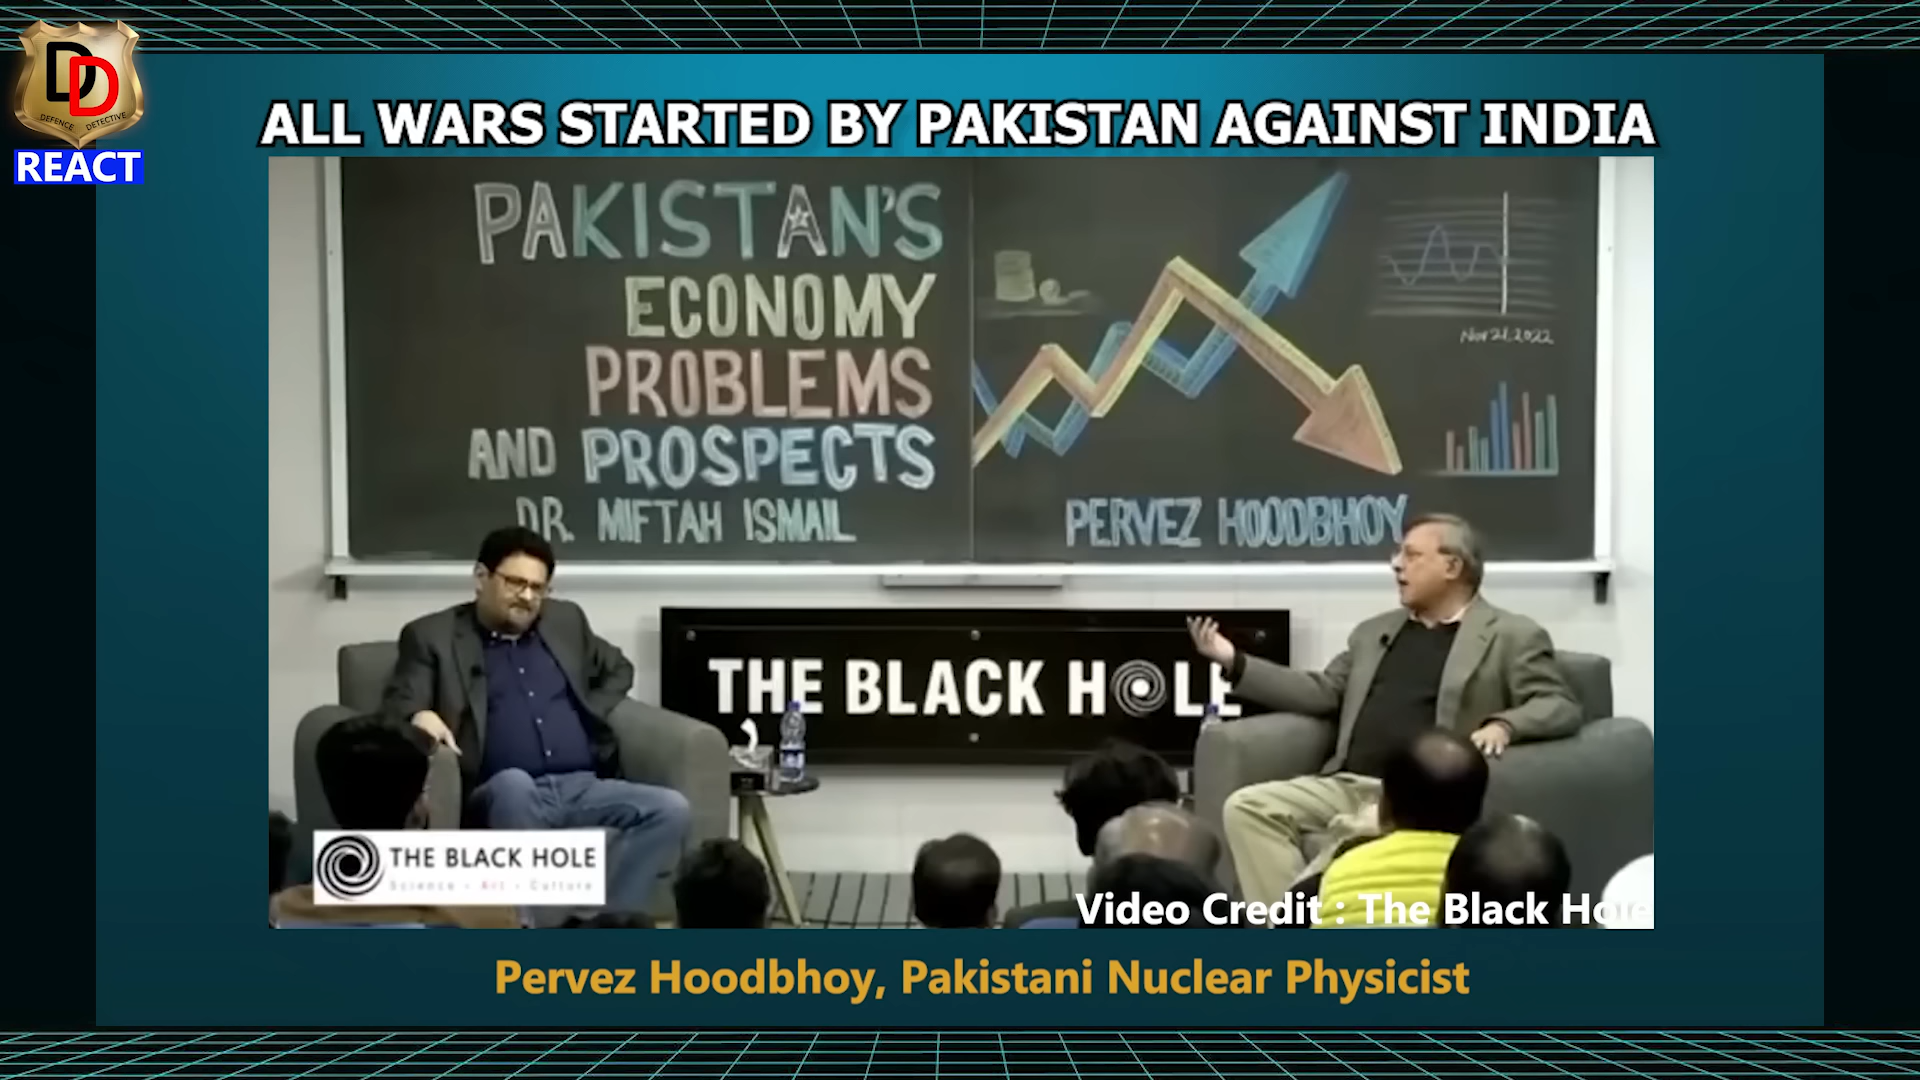 DD
DEFENCE DETECTIVE
REACT
ALL WARS STARTED BY PAKISTAN AGAINST INDIA
PAKISTAN'S
ECONOMY
PROBLEMS
AND PROSPECTS
DR. MIFTAH ISMAIL
Nov 21, 2022
PERVEZ HOODBHOY
THE BLACK HOLE
THE BLACK HOLE
Science - Art - Culture
Video Credit : The Black Hole
Pervez Hoodbhoy, Pakistani Nuclear Physicist